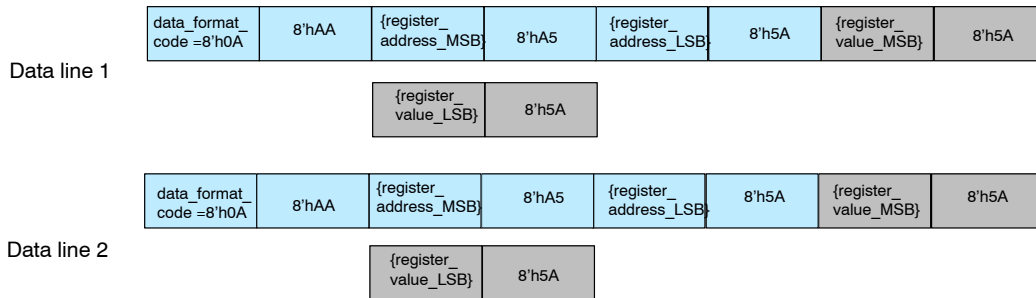 data_format_
code =8'h0A
8'hAA
{register_
address_MSB}
8'hA5
{register_
address_LSB}
8'h5A
{register_
value_MSB}
8'h5A
Data line 1
{register_
value_LSB}
8'h5A
data_format_
code =8'h0A
8'hAA
{register_
address_MSB}
8'hA5
{register_
address_LSB}
8'h5A
{register_
value_MSB}
8'h5A
Data line 2
{register_
value_LSB}
8'h5A